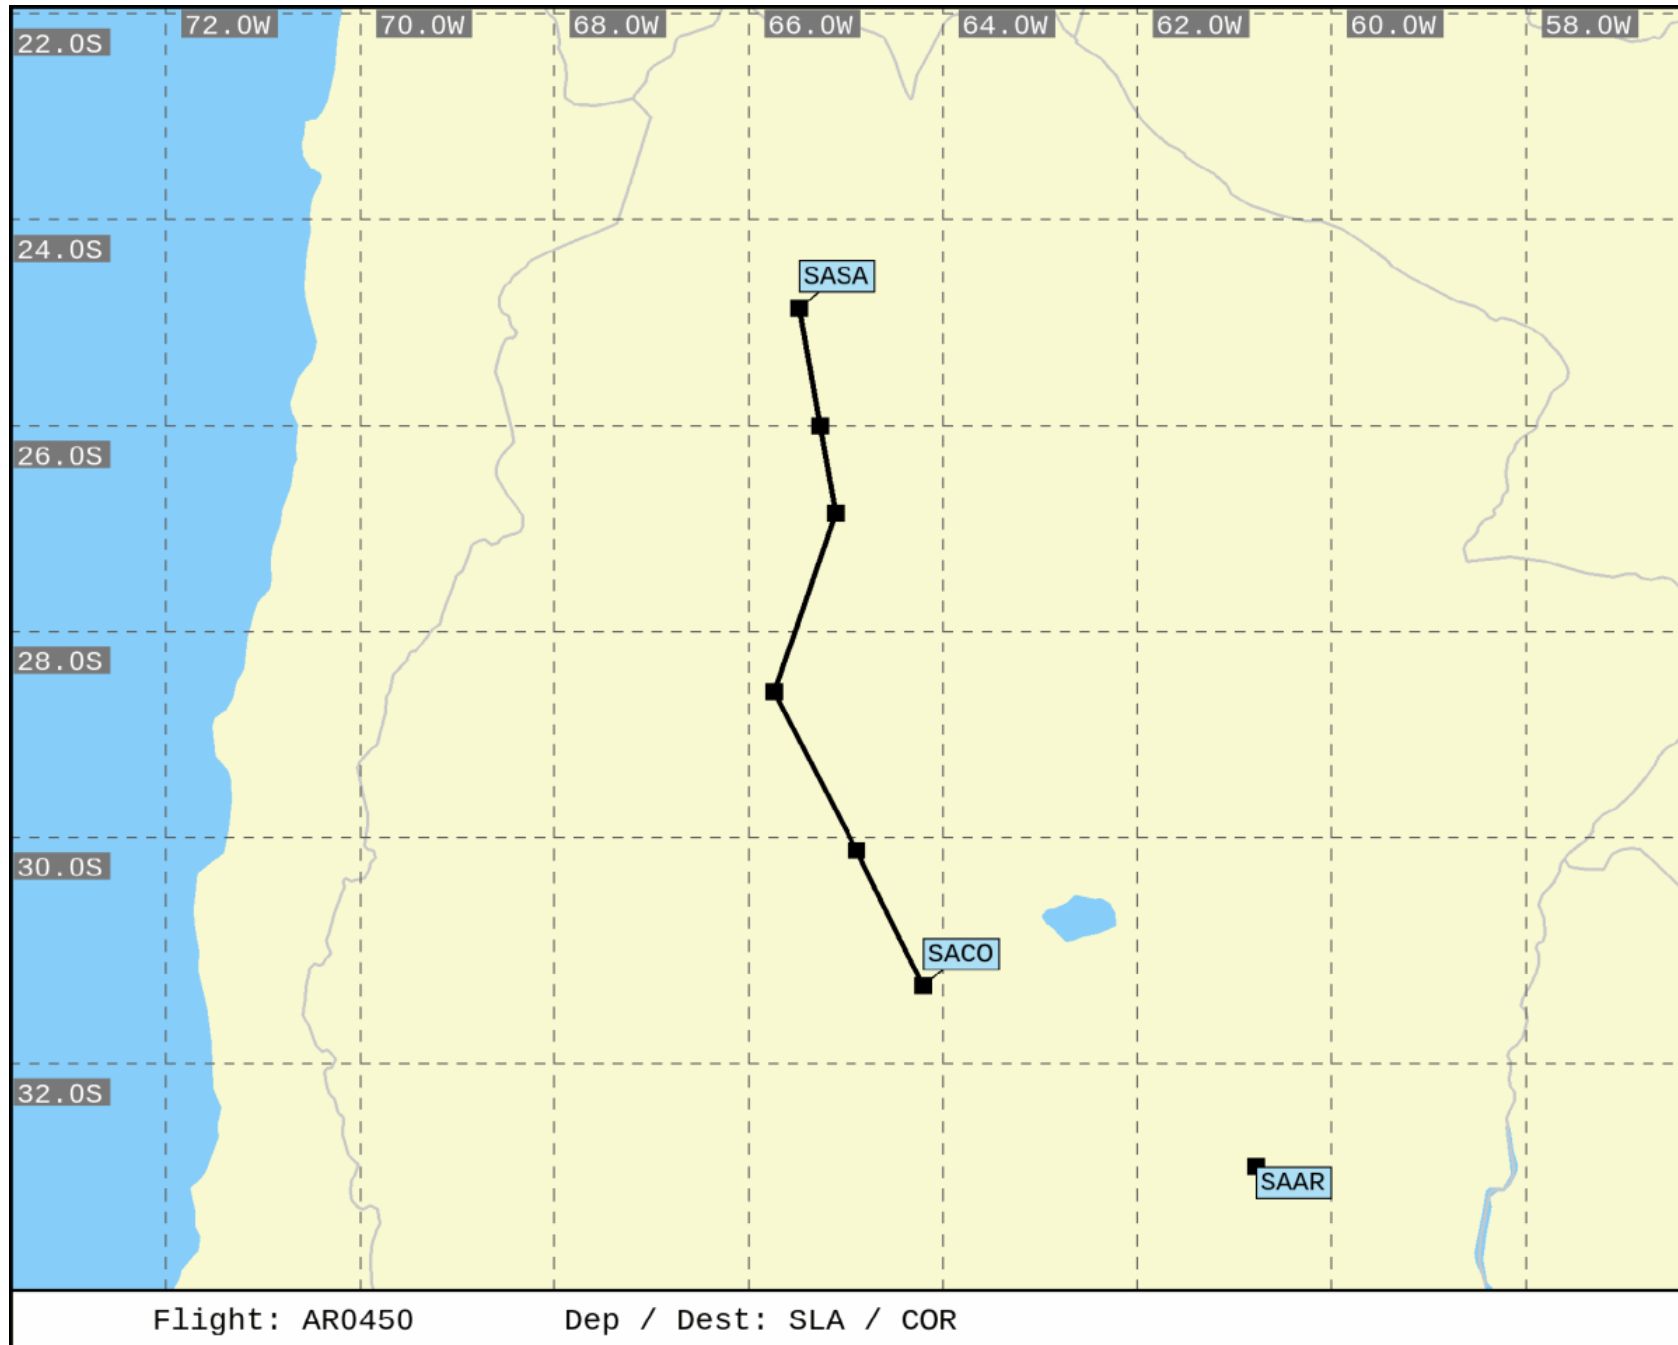 72.0W 70.0W 68.0W 66.0W 64.0W 62.0W 60.0W 58.0W
22.0S
24.0S
SASA
26.0S
28.0S
30.0S
SACO
32.0S
SAAR
Flight: AR0450 Dep / Dest: SLA / COR